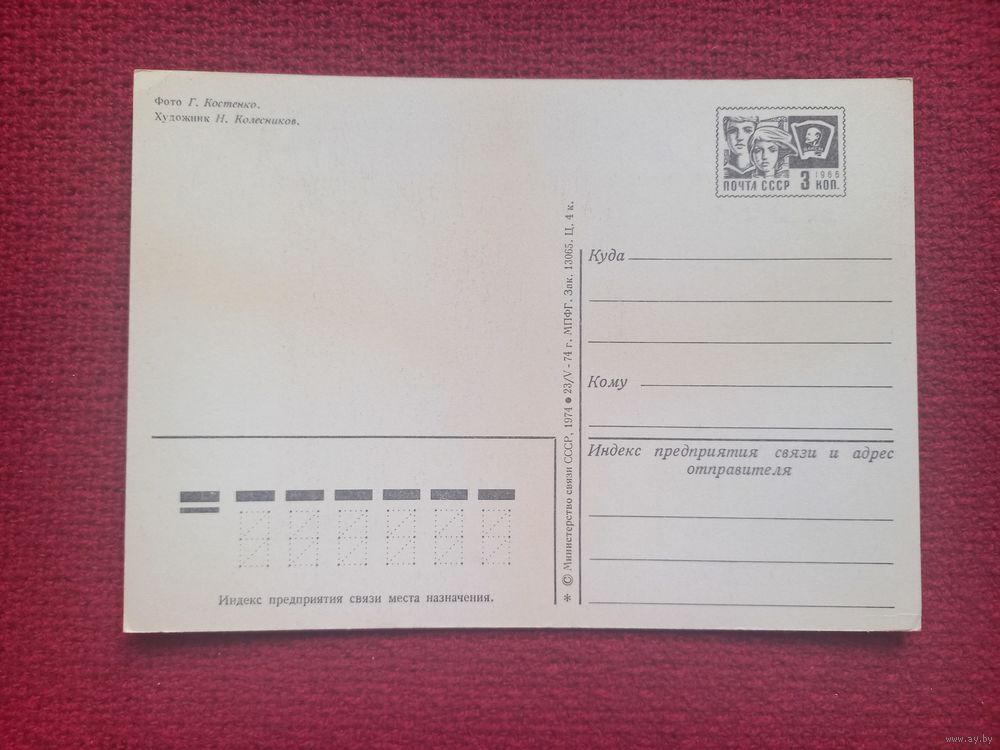 Фото Г. Костенко.
Художник Н. Колесников.
1966
ПОЧТА СССР 3 КОП.
Куда
Кому
Индекс предприятия связи и адрес
отправителя
* © Министерство связи СССР, 1974 ● 23/V - 74 г. МПФГ. Зак. 13065. Ц. 4 к.
Индекс предприятия связи места назначения.
www.ay.by